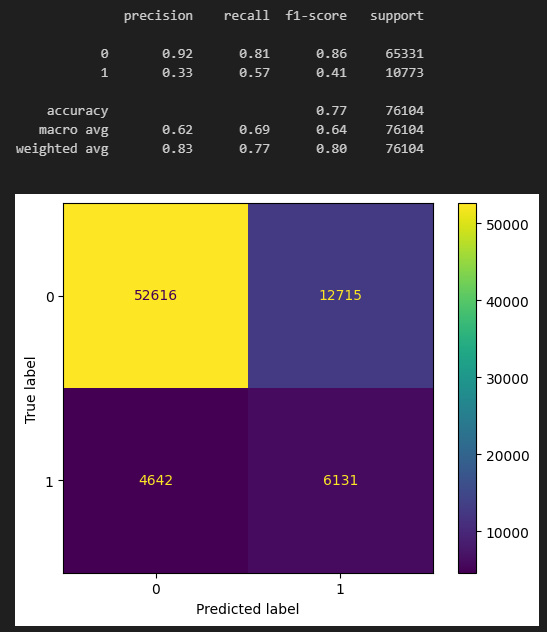 precision recall f1-score support
0 0.92 0.81 0.86 65331
1 0.33 0.57 0.41 10773
accuracy 0.77 76104
macro avg 0.62 0.69 0.64 76104
weighted avg 0.83 0.77 0.80 76104
50000
0 52616 12715
40000
30000
True label
20000
1 4642 6131
10000
0 1
Predicted label